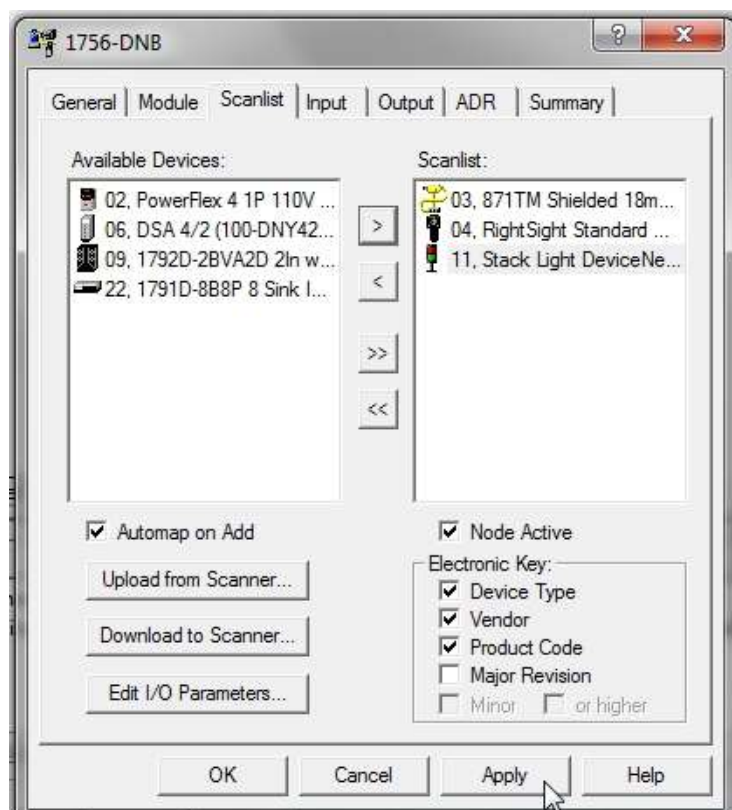 1756-DNB
General Module Scanlist Input Output ADR Summary
Available Devices:
02, PowerFlex 4 1P 110V ...
06, DSA 4/2 (100-DNY42...
09, 1792D-2BVA2D 2In w...
22, 1791D-8B8P 8 Sink I...
>
<
>>
<<
Scanlist:
03, 871TM Shielded 18m...
04, RightSight Standard ...
11, Stack Light DeviceNe...
Automap on Add
Upload from Scanner...
Download to Scanner...
Edit I/O Parameters...
Node Active
Electronic Key:
Device Type
Vendor
Product Code
Major Revision
Minor or higher
OK Cancel Apply Help